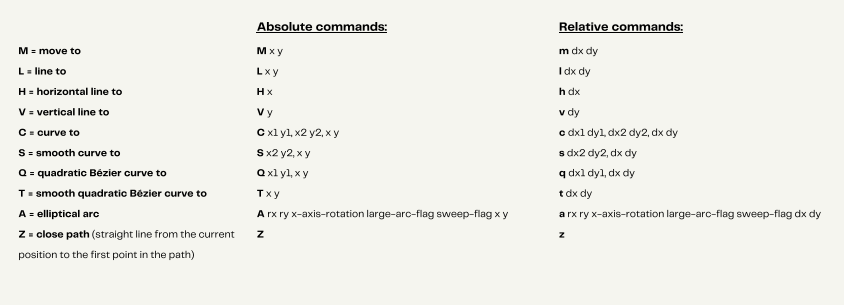 Absolute commands: Relative commands:
M = move to M x y m dx dy
L = line to L x y l dx dy
H = horizontal line to H x h dx
V = vertical line to V y v dy
C = curve to C x1 y1, x2 y2, x y c dx1 dy1, dx2 dy2, dx dy
S = smooth curve to S x2 y2, x y s dx2 dy2, dx dy
Q = quadratic Bézier curve to Q x1 y1, x y q dx1 dy1, dx dy
T = smooth quadratic Bézier curve to T x y t dx dy
A = elliptical arc A rx ry x-axis-rotation large-arc-flag sweep-flag x y a rx ry x-axis-rotation large-arc-flag sweep-flag dx dy
Z = close path (straight line from the current Z z
position to the first point in the path)